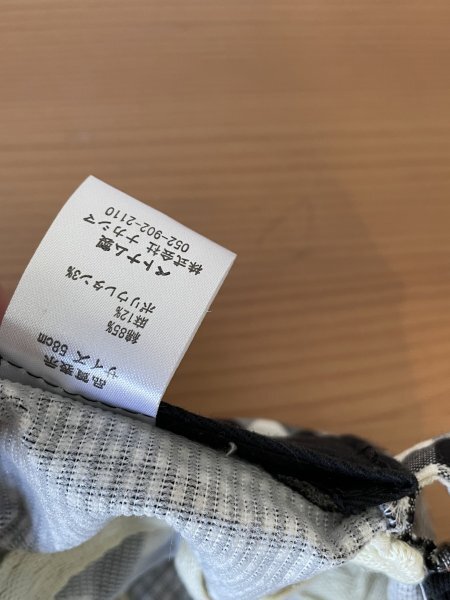 品質表示
サイズ 58cm
綿85%
麻12%
ポリウレタン3%
ベトナム製
株式会社 ナカシマ
052-902-2110